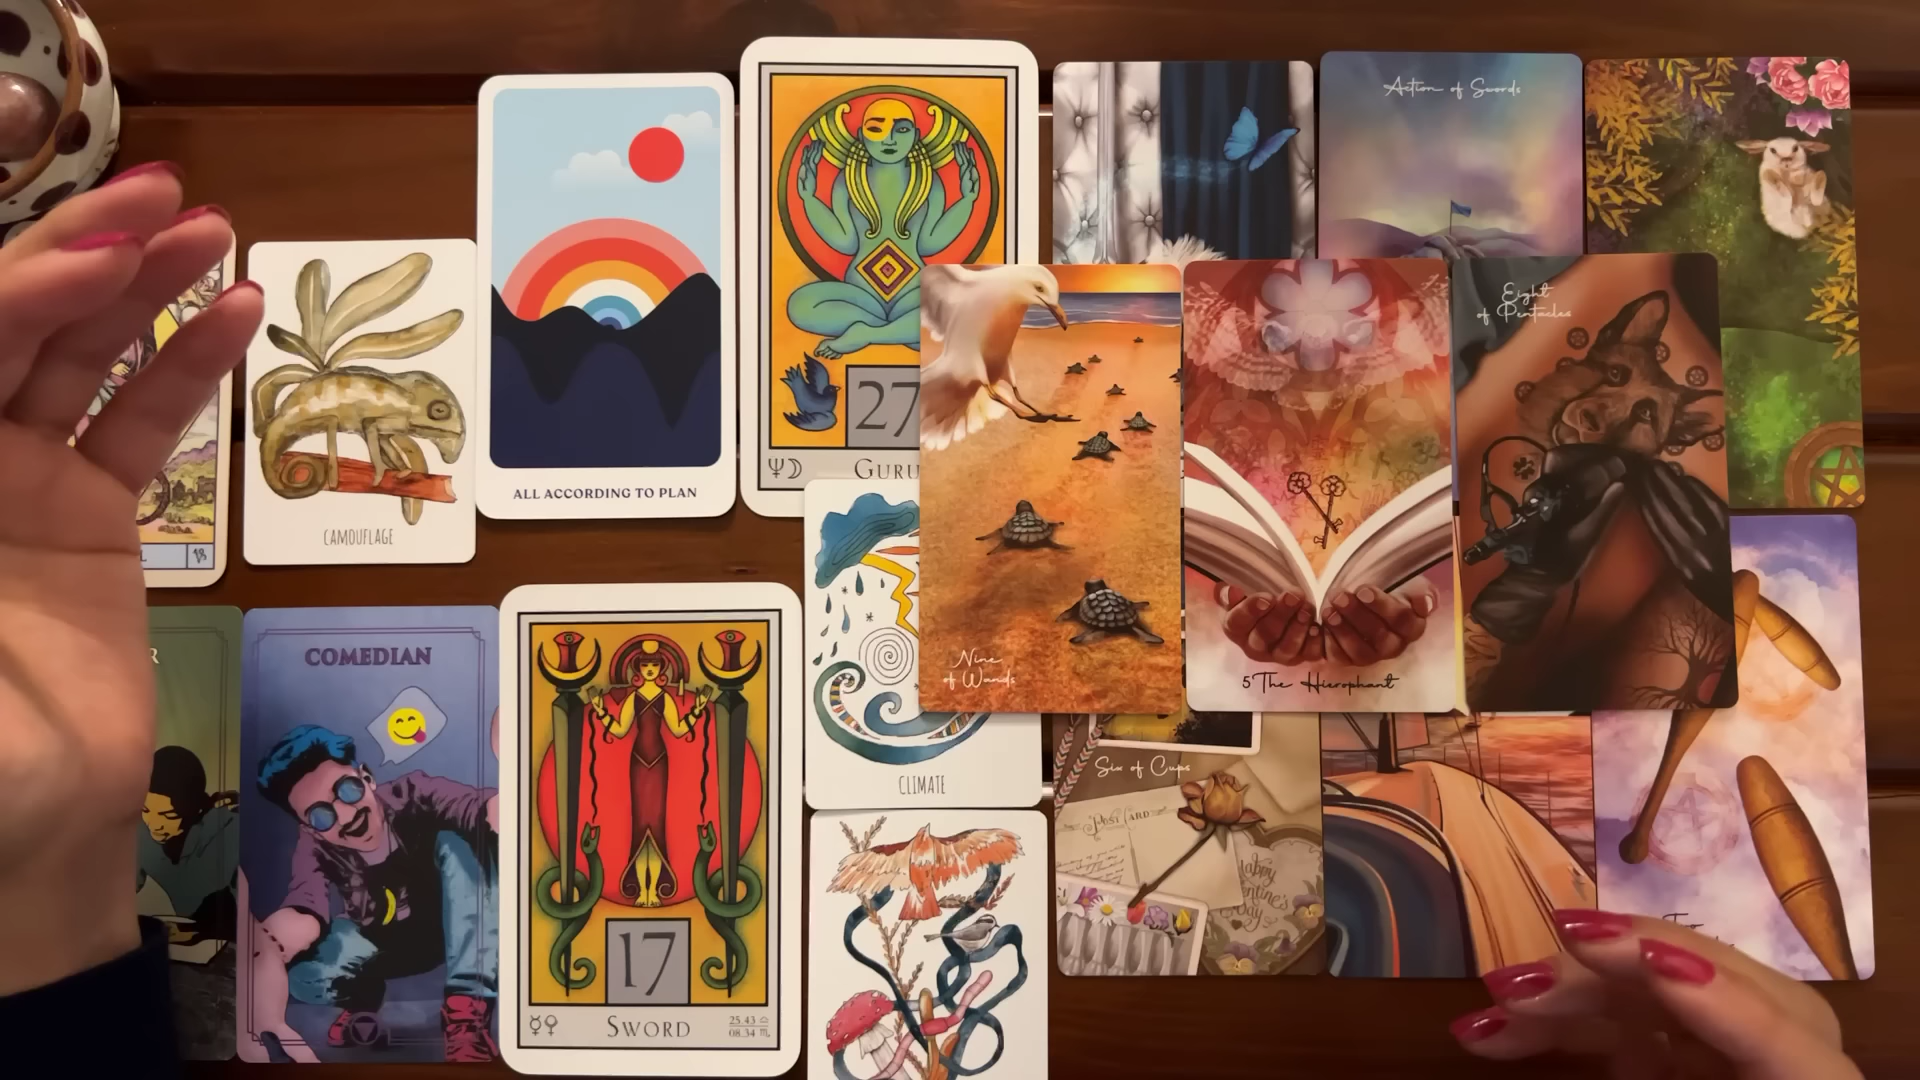 Action of Swords
Eight
of Pentacles
27
GURU
ALL ACCORDING TO PLAN
CAMOUFLAGE
Nine
of Wands
5 The Hierophant
COMEDIAN
CLIMATE
Six of Cups
POST CARD
Happy
Day
17
SWORD
25.43
08.34